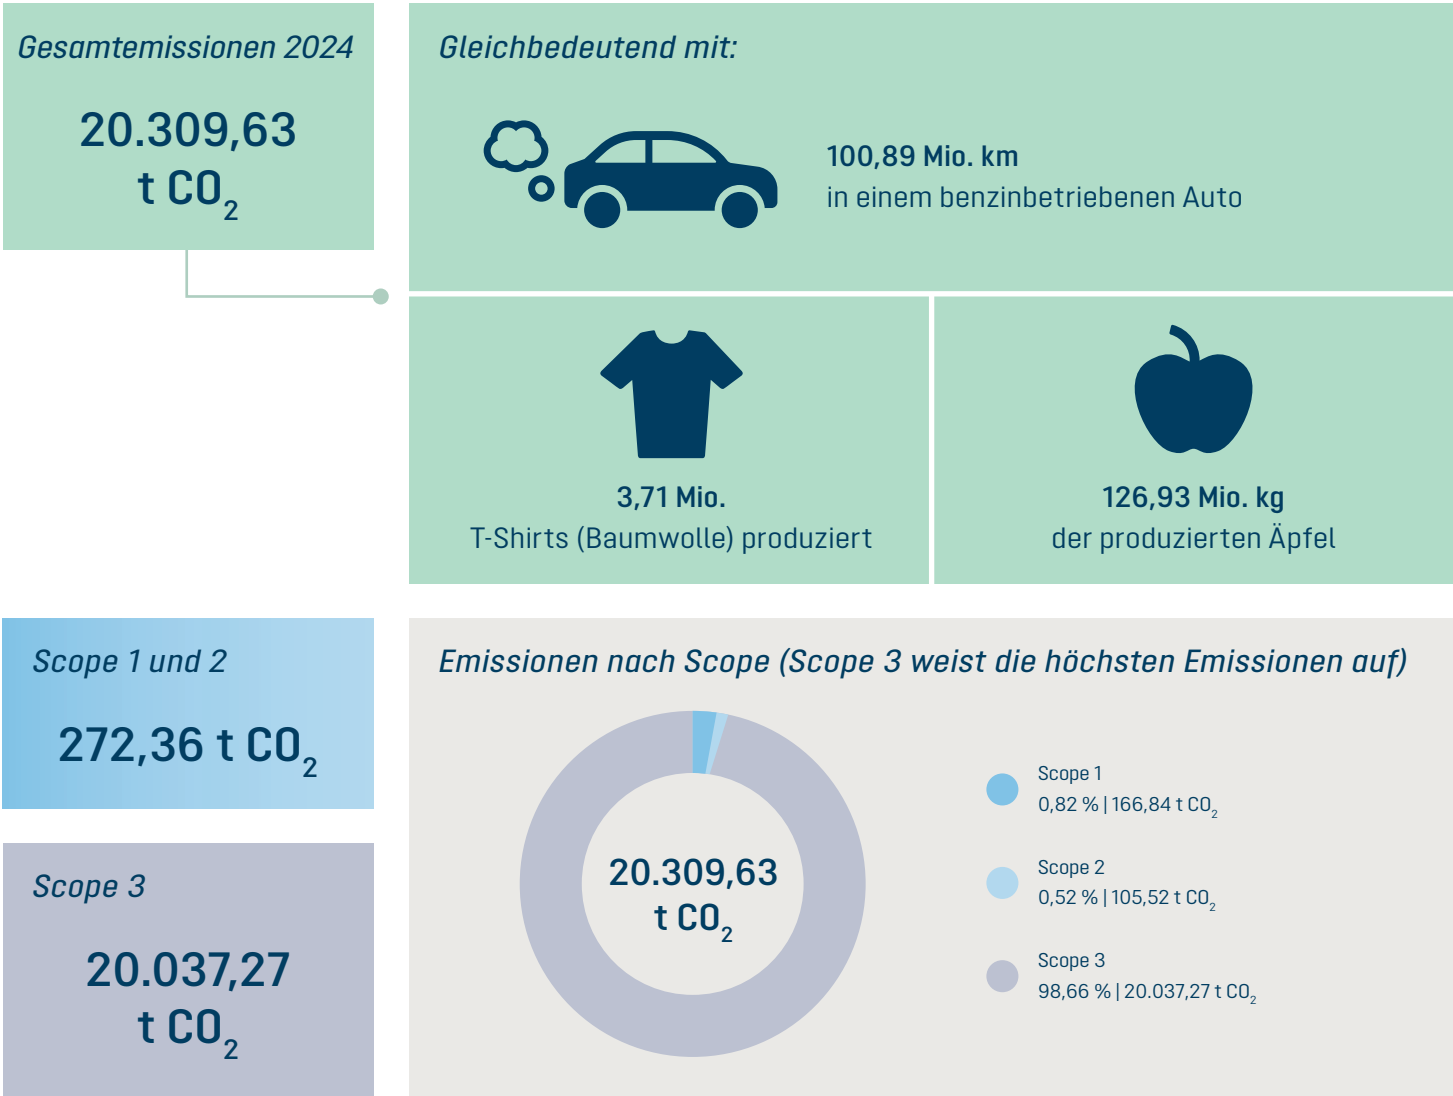 Gesamtemissionen 2024
20.309,63
t CO₂
Gleichbedeutend mit:
100,89 Mio. km
in einem benzinbetriebenen Auto
3,71 Mio.
T-Shirts (Baumwolle) produziert
126,93 Mio. kg
der produzierten Äpfel
Scope 1 und 2
272,36 t CO₂
Scope 3
20.037,27
t CO₂
Emissionen nach Scope (Scope 3 weist die höchsten Emissionen auf)
20.309,63
t CO₂
Scope 1
0,82 % | 166,84 t CO₂
Scope 2
0,52 % | 105,52 t CO₂
Scope 3
98,66 % | 20.037,27 t CO₂